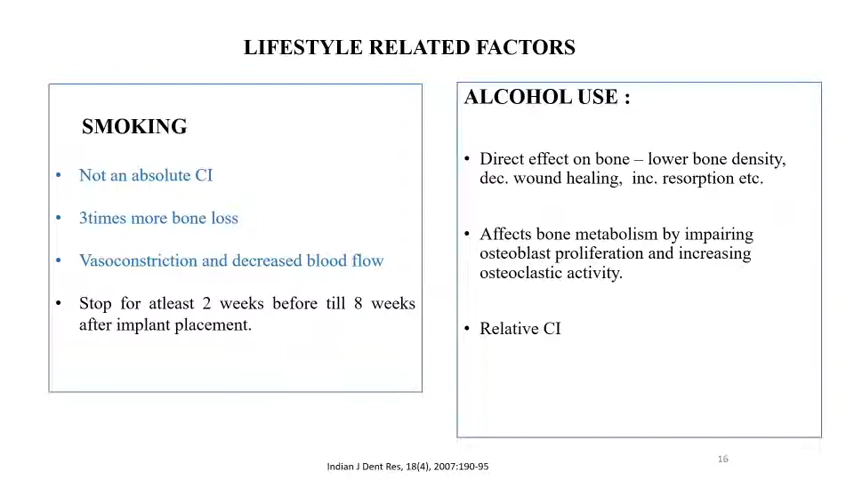 LIFESTYLE RELATED FACTORS
SMOKING
• Not an absolute CI
• 3times more bone loss
• Vasoconstriction and decreased blood flow
• Stop for atleast 2 weeks before till 8 weeks
after implant placement.
ALCOHOL USE :
• Direct effect on bone – lower bone density,
dec. wound healing, inc. resorption etc.
• Affects bone metabolism by impairing
osteoblast proliferation and increasing
osteoclastic activity.
• Relative CI
Indian J Dent Res, 18(4), 2007:190-95
16